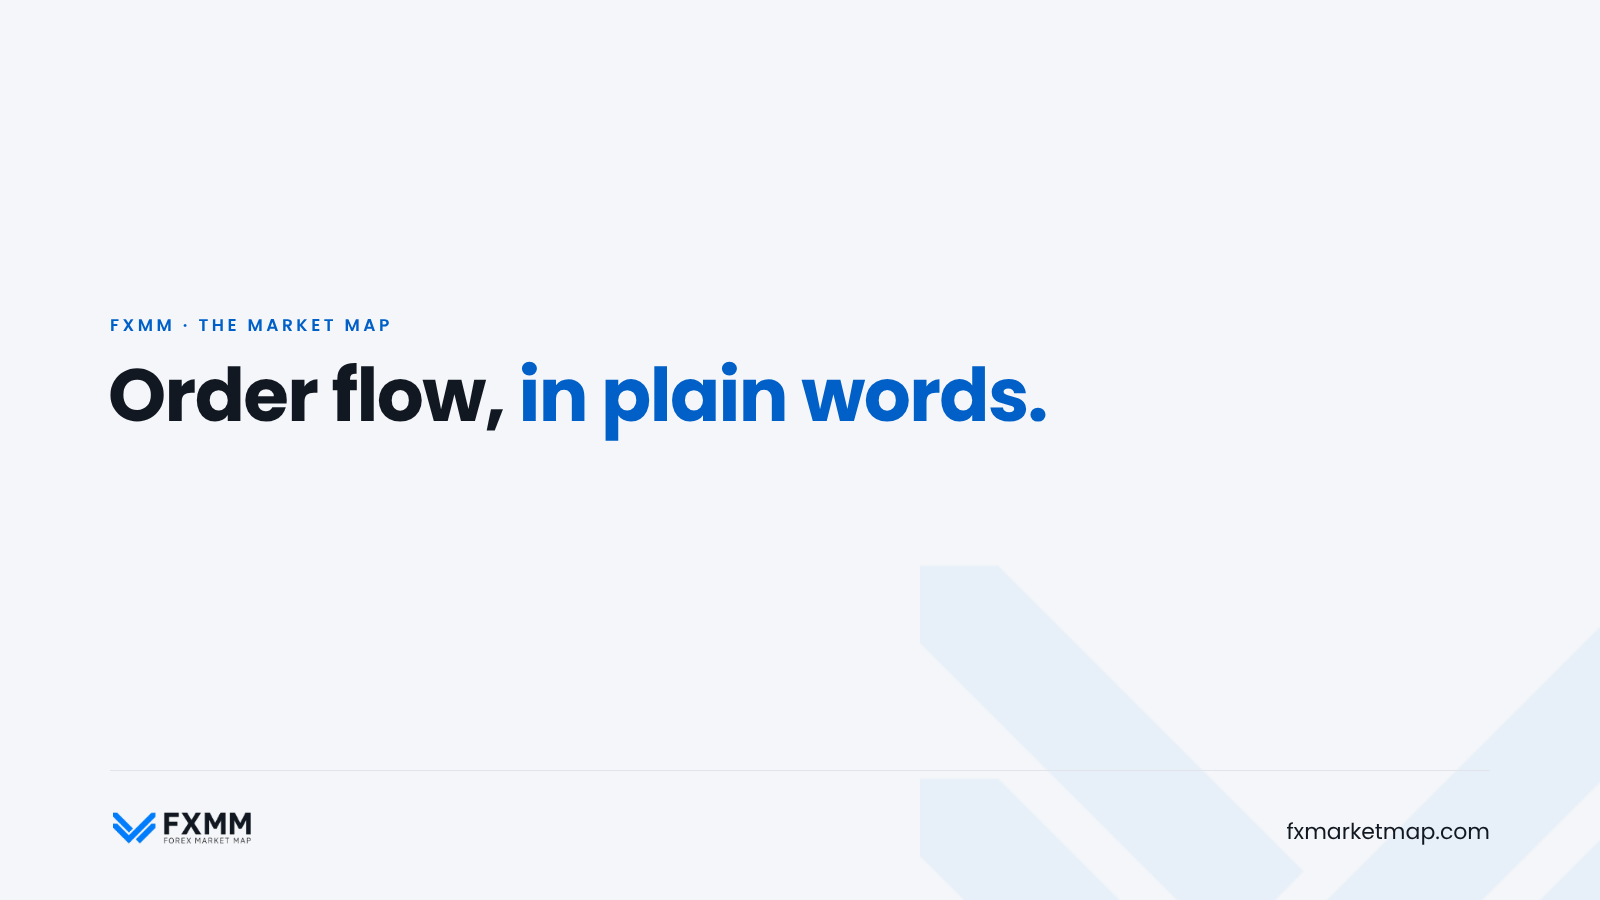 FXMM · THE MARKET MAP
Order flow, in plain words.
FXMM
FOREX MARKET MAP
fxmarketmap.com